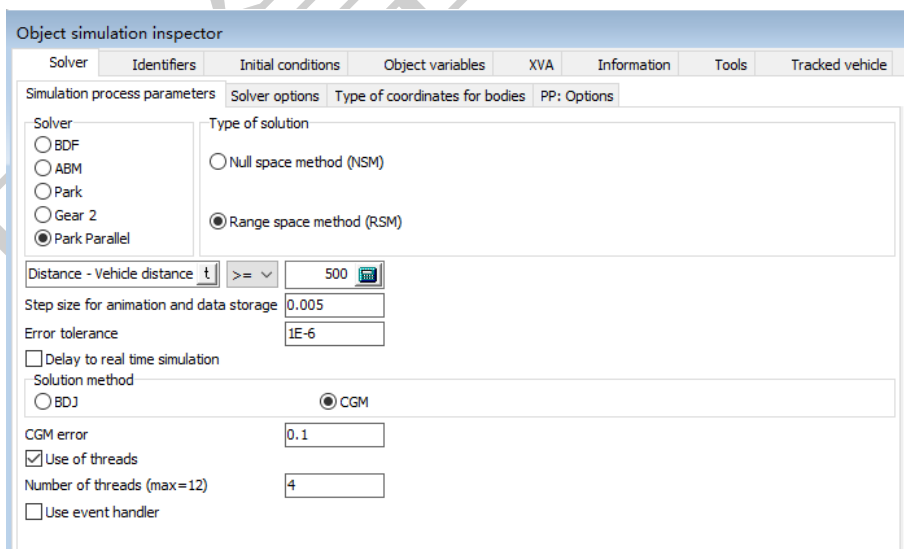 Object simulation inspector
Solver Identifiers Initial conditions Object variables XVA Information Tools Tracked vehicle
Simulation process parameters Solver options Type of coordinates for bodies PP: Options
Solver Type of solution
BDF
Null space method (NSM)
ABM
Park
Gear 2
Range space method (RSM)
Park Parallel
Distance - Vehicle distance t >= 500
Step size for animation and data storage 0.005
Error tolerance 1E-6
Delay to real time simulation
Solution method
BDJ CGM
CGM error 0.1
Use of threads
Number of threads (max=12) 4
Use event handler